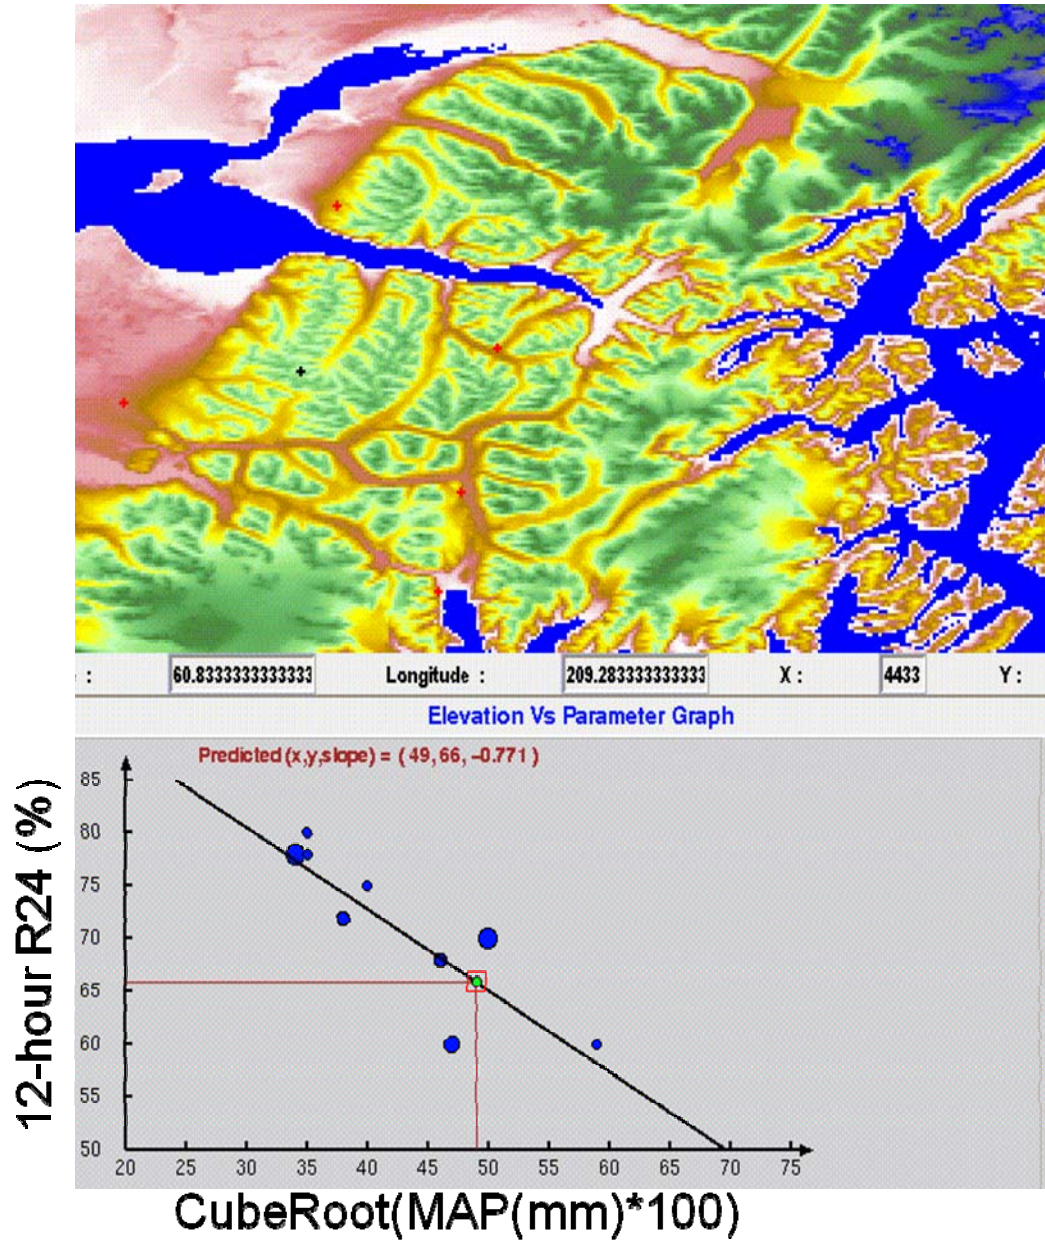 : 60.8333333333333 Longitude : 209.283333333333 X : 4433 Y :
Elevation Vs Parameter Graph
Predicted (x,y,slope) = ( 49, 66, −0.771 )
12-hour R24 (%)
85
80
75
70
65
60
55
50
20 25 30 35 40 45 50 55 60 65 70 75
CubeRoot(MAP(mm)*100)